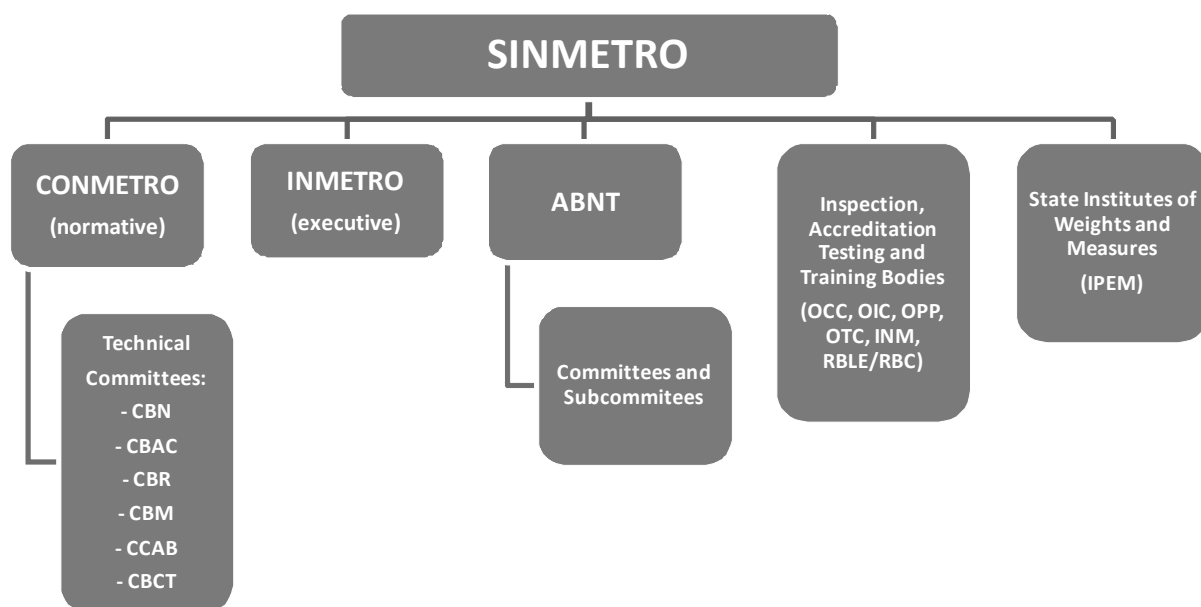 SINMETRO
CONMETRO
(normative)
INMETRO
(executive)
ABNT
Inspection,
Accreditation
Testing and
Training Bodies
(OCC, OIC, OPP,
OTC, INM,
RBLE/RBC)
State Institutes of
Weights and
Measures
(IPEM)
Technical
Committees:
- CBN
- CBAC
- CBR
- CBM
- CCAB
- CBCT
Committees and
Subcommitees